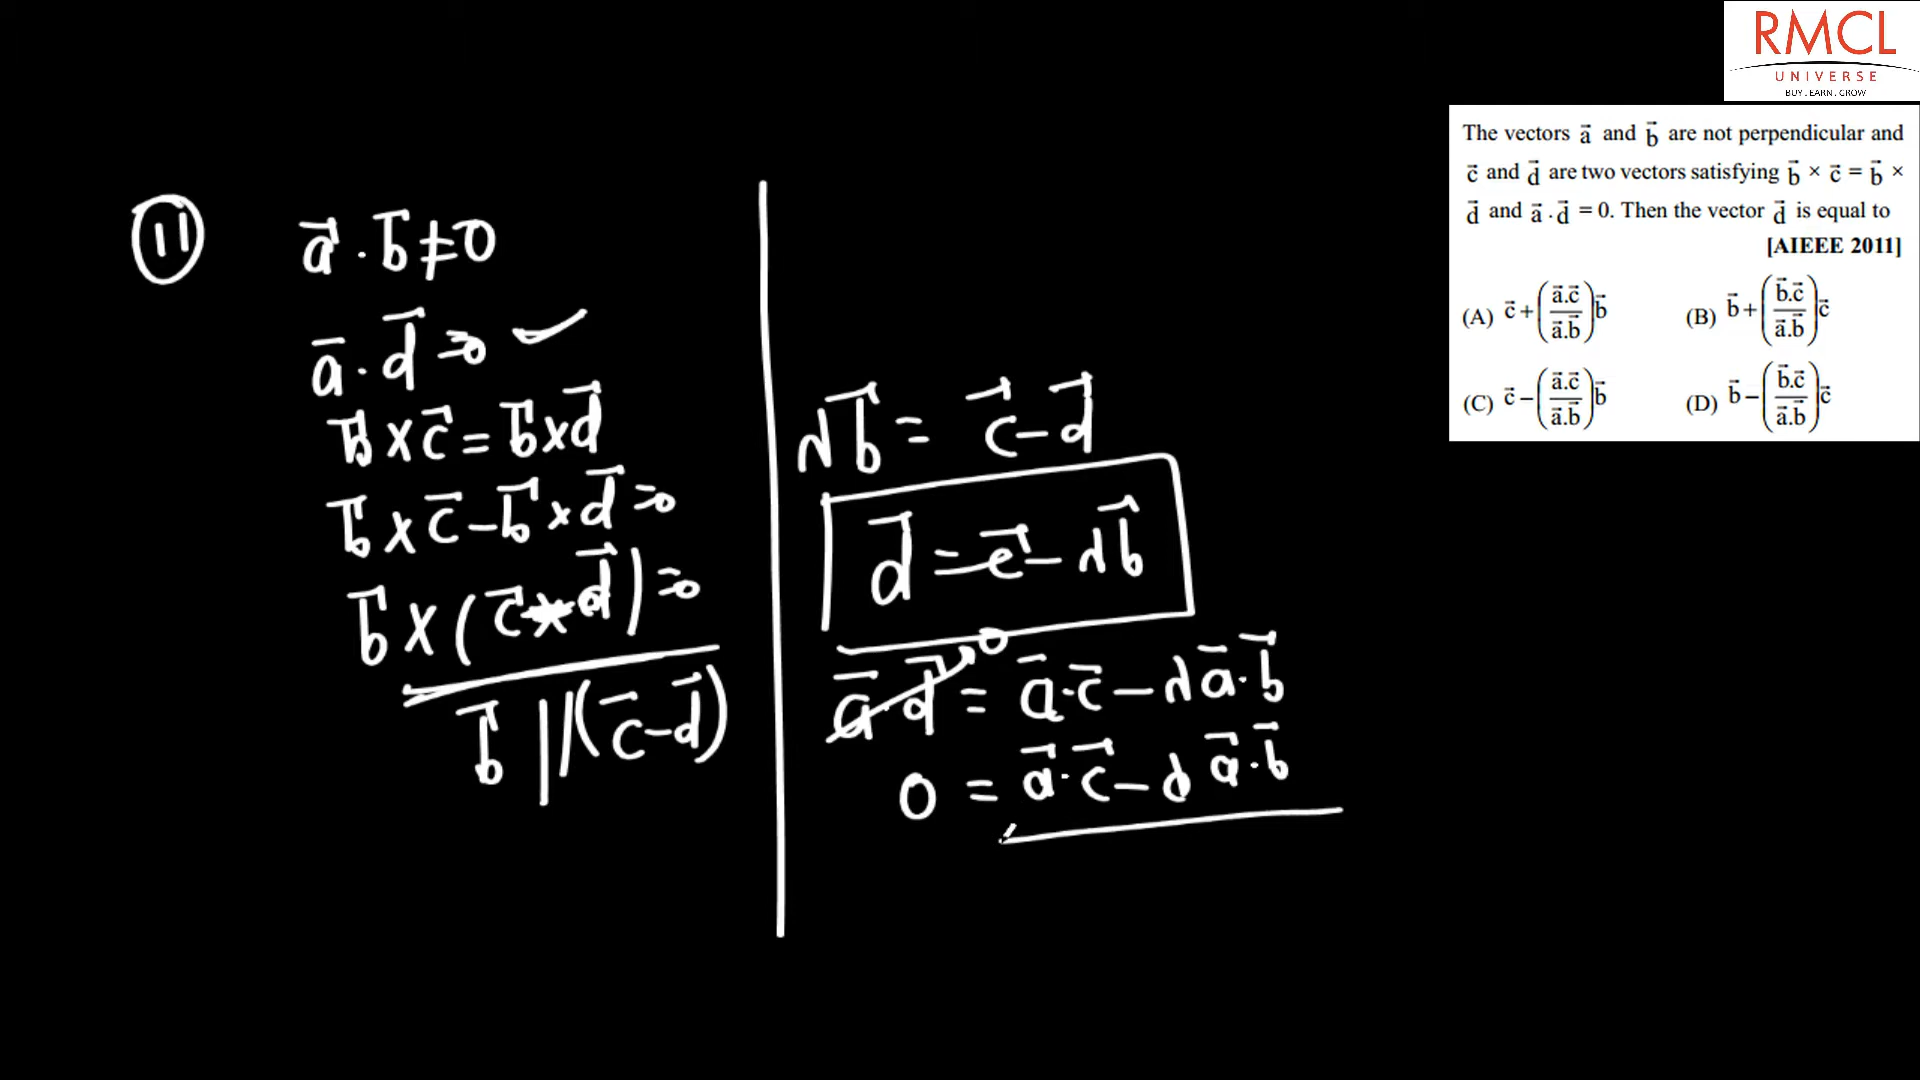 RMCL
UNIVERSE
BUY . EARN . GROW
The vectors a⃗ and b⃗ are not perpendicular and
c⃗ and d⃗ are two vectors satisfying b⃗ × c⃗ = b⃗ ×
d⃗ and a⃗ . d⃗ = 0. Then the vector d⃗ is equal to
[AIEEE 2011]
(A) c⃗ + (a⃗.c⃗ / a⃗.b⃗) b⃗ (B) b⃗ + (b⃗.c⃗ / a⃗.b⃗) c⃗
(C) c⃗ − (a⃗.c⃗ / a⃗.b⃗) b⃗ (D) b⃗ − (b⃗.c⃗ / a⃗.b⃗) c⃗
11 a⃗ . b⃗ ≠ 0
a̅ . d⃗ = 0 ✓
b⃗ × c⃗ = b⃗ × d⃗
b⃗ × c⃗ − b⃗ × d⃗ = 0
b⃗ × (c⃗ − d⃗) = 0
b⃗ || (c̅ − d⃗)
λb⃗ = c⃗ − d⃗
d⃗ = c⃗ − λb⃗
a̅ . d⃗ → 0 = a̅ . c̅ − λ a̅ . b⃗
0 = a⃗ . c⃗ − λ a⃗ . b⃗